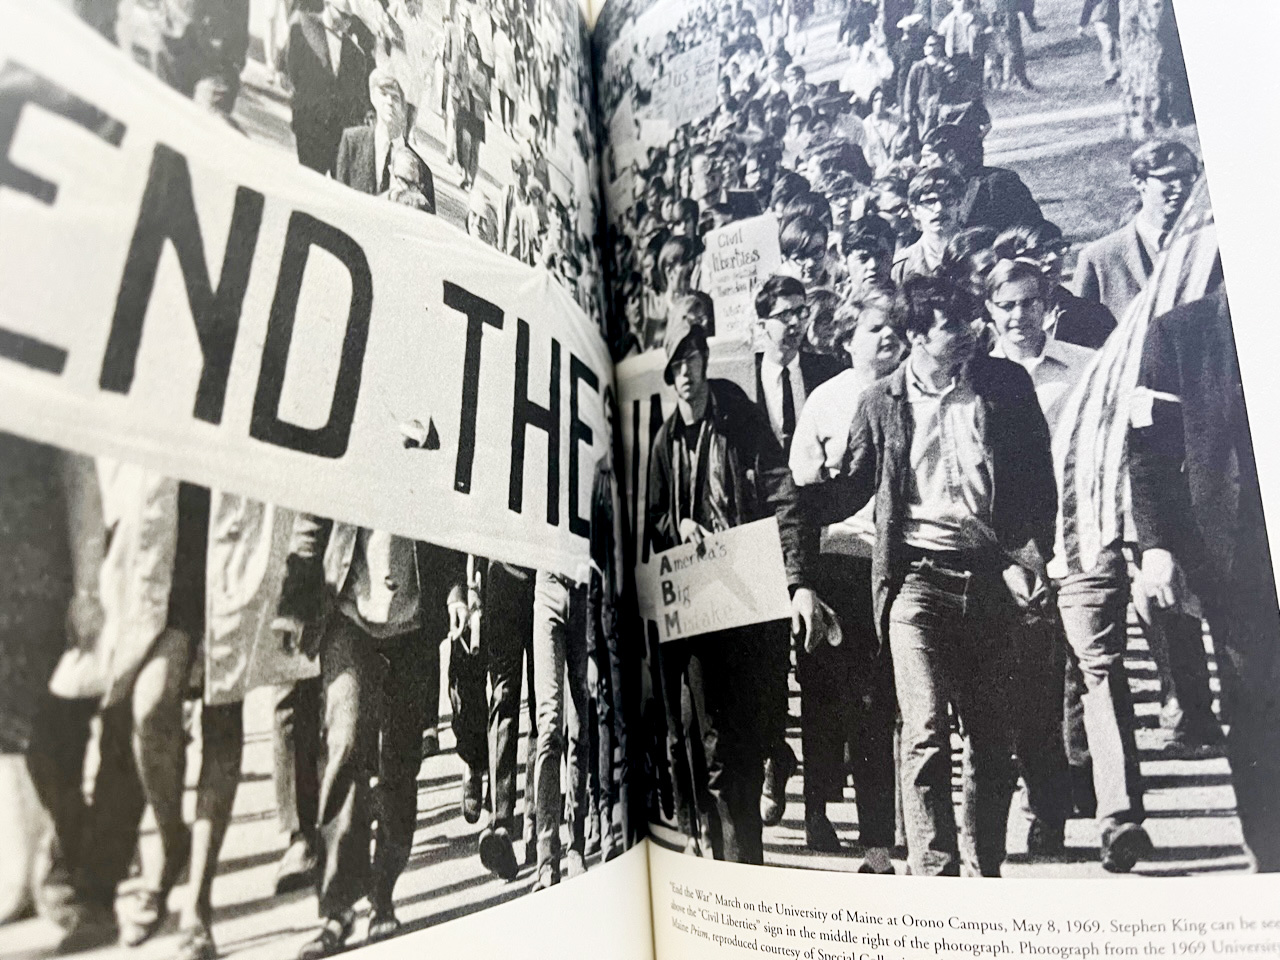 END THE
Civil
liberties
America's
Big
Mistake
"End the War" March on the University of Maine at Orono Campus, May 8, 1969. Stephen King can be see
above the "Civil Liberties" sign in the middle right of the photograph. Photograph from the 1969 University
Maine Prism, reproduced courtesy of Special